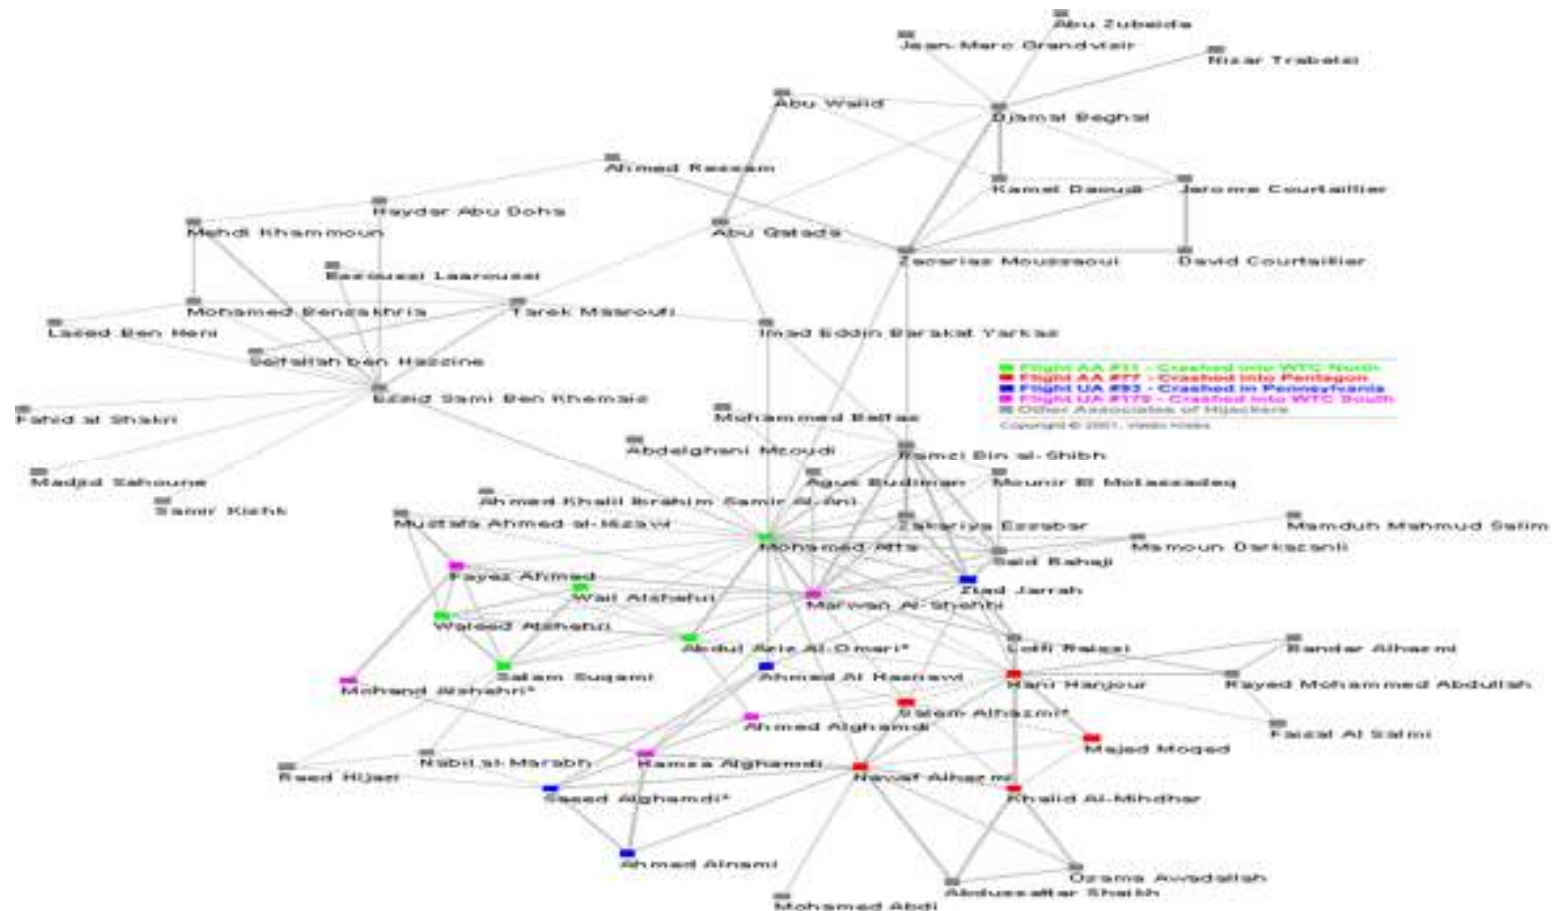 Abu Zubeida
Jean-Marc Grandvisir
Nizar Trabelsi
Abu Walid
Djamal Beghal
Ahmed Ressam
Kamel Daoudi
Jerome Courtaillier
Haydar Abu Doha
Mehdi Khammoun
Abu Qatada
Zacarias Moussaoui
David Courtaillier
Essoussi Laaroussi
Mohamed Bensakhria
Tarek Maaroufi
Lased Ben Heni
Imad Eddin Barakat Yarkas
Seifallah ben Hassine
Flight AA #11 - Crashed into WTC North
Flight AA #77 - Crashed into Pentagon
Flight UA #93 - Crashed in Pennsylvania
Essid Sami Ben Khemais
Flight UA #175 - Crashed into WTC South
Other Associates of Hijackers
Fahid al Shakri
Mohammed Belfas
Copyright © 2001, Valdis Krebs
Abdelghani Mzoudi
Ramzi Bin al-Shibh
Madjid Sahoune
Agus Budiman
Mounir El Motassadeq
Ahmed Khalil Ibrahim Samir Al-Ani
Samir Kishk
Mustafa Ahmed al-Hisawi
Zakariya Essabar
Mamduh Mahmud Salim
Mohamed Atta
Mamoun Darkazanli
Said Bahaji
Fayez Ahmed
Wail Alshehri
Ziad Jarrah
Marwan Al-Shehhi
Waleed Alshehri
Abdul Aziz Al-Omari*
Lotfi Raissi
Bandar Alhazmi
Satam Suqami
Ahmed Al Haznawi
Hani Hanjour
Rayed Mohammed Abdullah
Mohand Alshehri*
Salem Alhazmi*
Ahmed Alghamdi
Faisal Al Salmi
Majed Moqed
Nabil al-Marabh
Hamza Alghamdi
Raed Hijazi
Nawaf Alhazmi
Saeed Alghamdi*
Khalid Al-Mihdhar
Ahmed Alnami
Osama Awadallah
Abdussattar Shaikh
Mohamed Abdi